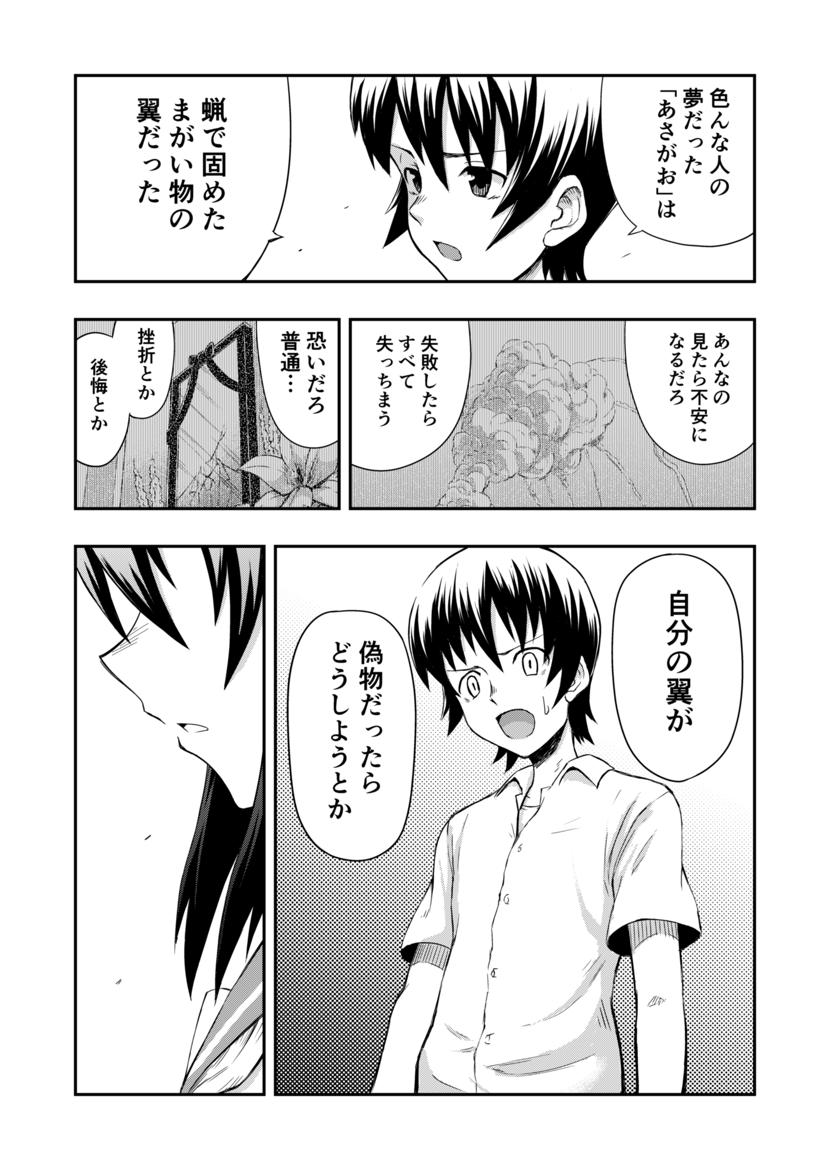 色んな人の
夢だった
「あさがお」は
蝋で固めた
まがい物の
翼だった
あんなの
見たら不安に
なるだろ
失敗したら
すべて
失っちまう
恐いだろ
普通…
挫折とか
後悔とか
自分の翼が
偽物だったら
どうしようとか